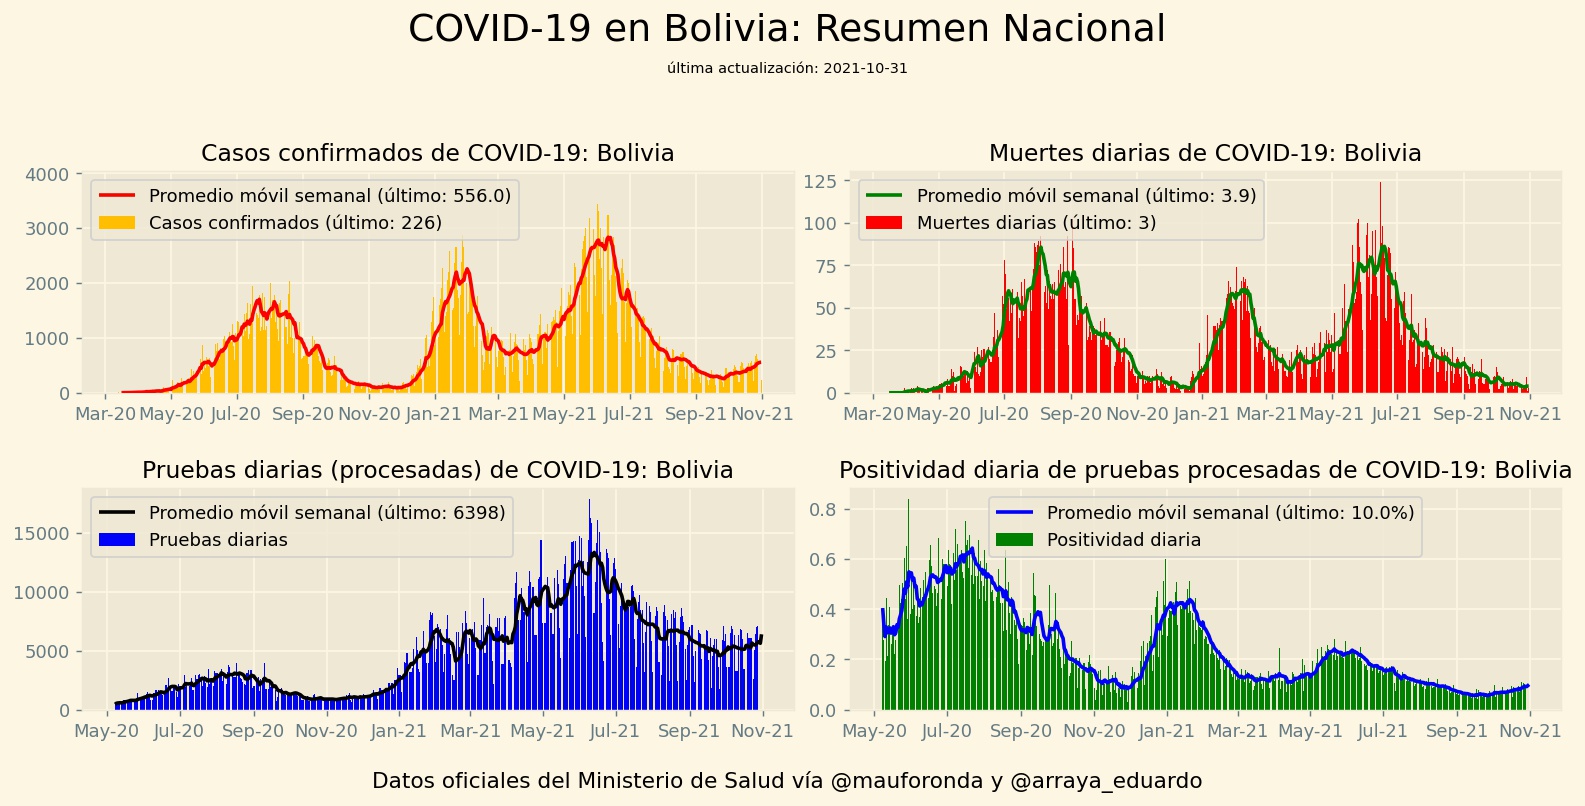 COVID-19 en Bolivia: Resumen Nacional
última actualización: 2021-10-31
Casos confirmados de COVID-19: Bolivia
4000
3000
2000
1000
0
Promedio móvil semanal (último: 556.0)
Casos confirmados (último: 226)
Mar-20 May-20 Jul-20 Sep-20 Nov-20 Jan-21 Mar-21 May-21 Jul-21 Sep-21 Nov-21
Muertes diarias de COVID-19: Bolivia
125
100
75
50
25
0
Promedio móvil semanal (último: 3.9)
Muertes diarias (último: 3)
Mar-20 May-20 Jul-20 Sep-20 Nov-20 Jan-21 Mar-21 May-21 Jul-21 Sep-21 Nov-21
Pruebas diarias (procesadas) de COVID-19: Bolivia
15000
10000
5000
0
Promedio móvil semanal (último: 6398)
Pruebas diarias
May-20 Jul-20 Sep-20 Nov-20 Jan-21 Mar-21 May-21 Jul-21 Sep-21 Nov-21
Positividad diaria de pruebas procesadas de COVID-19: Bolivia
0.8
0.6
0.4
0.2
0.0
Promedio móvil semanal (último: 10.0%)
Positividad diaria
May-20 Jul-20 Sep-20 Nov-20 Jan-21 Mar-21 May-21 Jul-21 Sep-21 Nov-21
Datos oficiales del Ministerio de Salud vía @mauforonda y @arraya_eduardo